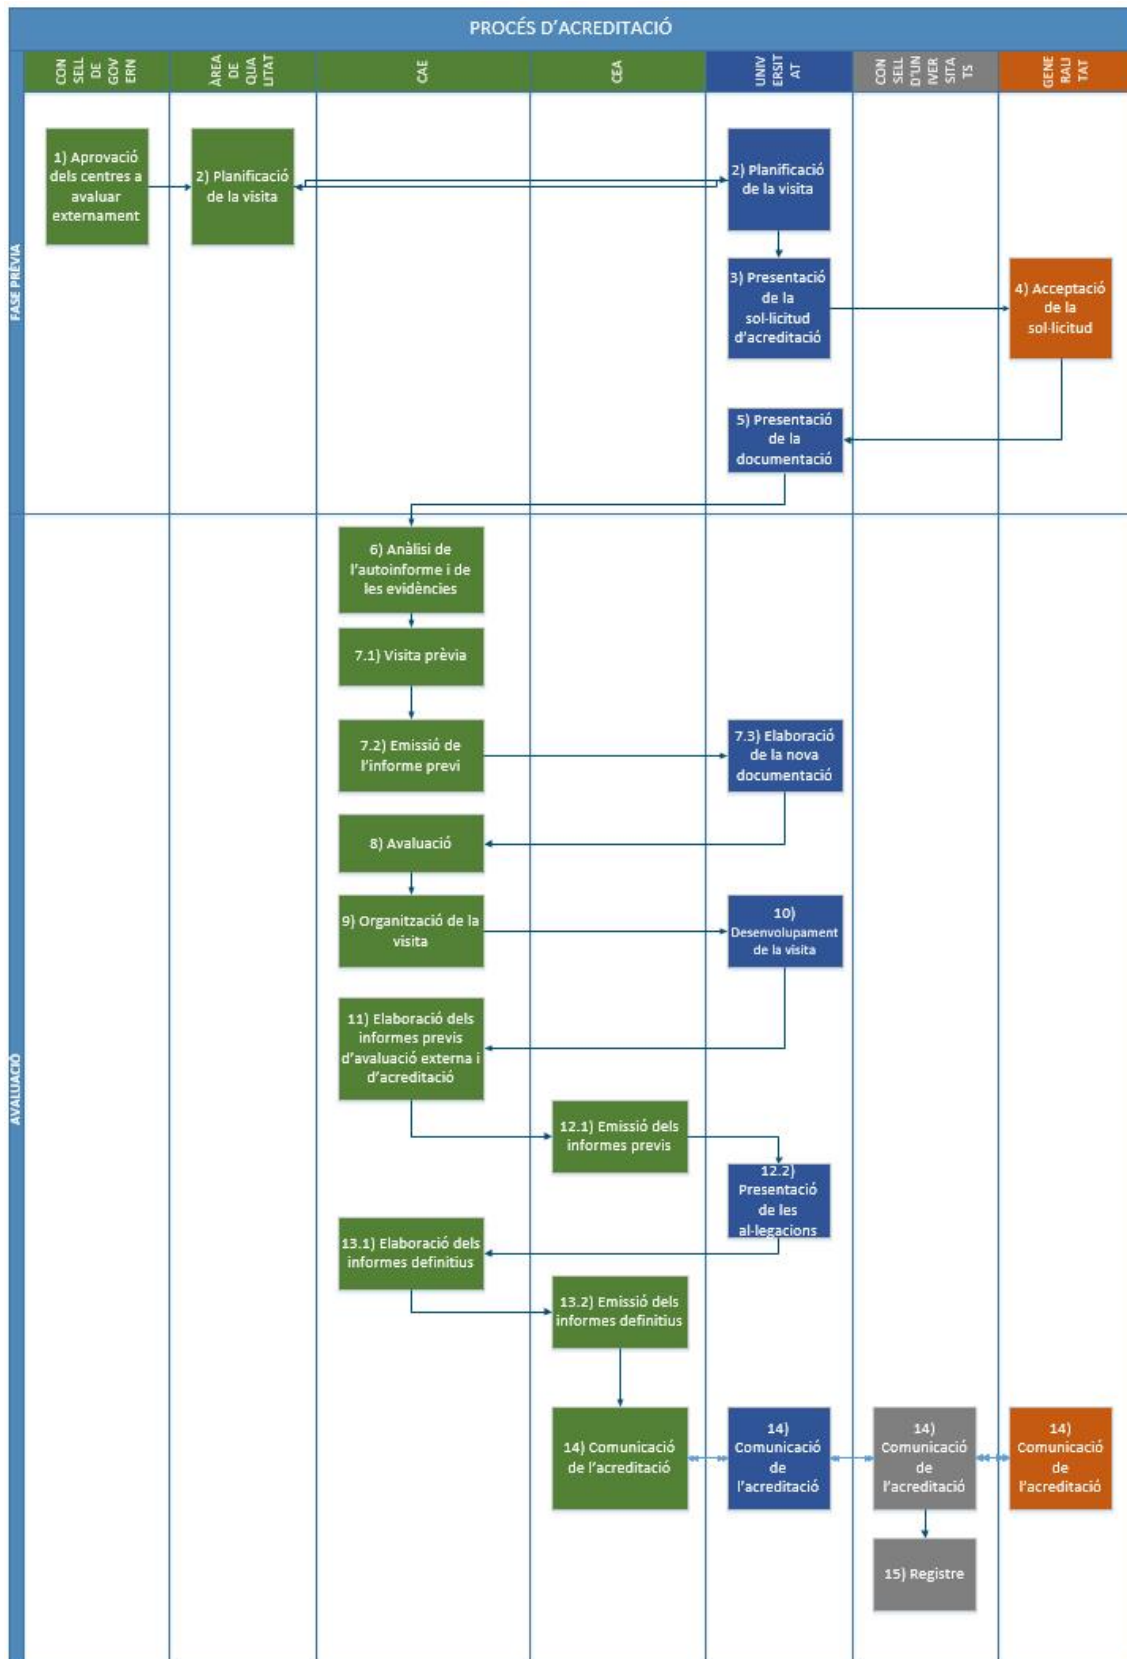 PROCÉS D'ACREDITACIÓ
CON
SELL
DE
GOV
ERN
ÀREA
DE
QUA
LITAT
CAE
CEA
UNIV
ERSIT
AT
CON
SELL
D'UN
IVER
SITA
TS
GENE
RALI
TAT
FASE PRÈVIA
1) Aprovació
dels centres a
avaluar
externament
2) Planificació
de la visita
2) Planificació
de la visita
3) Presentació
de la
sol·licitud
d'acreditació
4) Acceptació
de la
sol·licitud
5) Presentació
de la
documentació
AVALUACIÓ
6) Anàlisi de
l'autoinforme i de
les evidències
7.1) Visita prèvia
7.2) Emissió de
l'informe previ
7.3) Elaboració
de la nova
documentació
8) Avaluació
9) Organització de la
visita
10)
Desenvolupament
de la visita
11) Elaboració dels
informes previs
d'avaluació externa i
d'acreditació
12.1) Emissió dels
informes previs
12.2)
Presentació
de les
al·legacions
13.1) Elaboració dels
informes definitius
13.2) Emissió dels
informes definitius
14) Comunicació
de l'acreditació
14)
Comunicació
de
l'acreditació
14)
Comunicació
de
l'acreditació
14)
Comunicació
de
l'acreditació
15) Registre